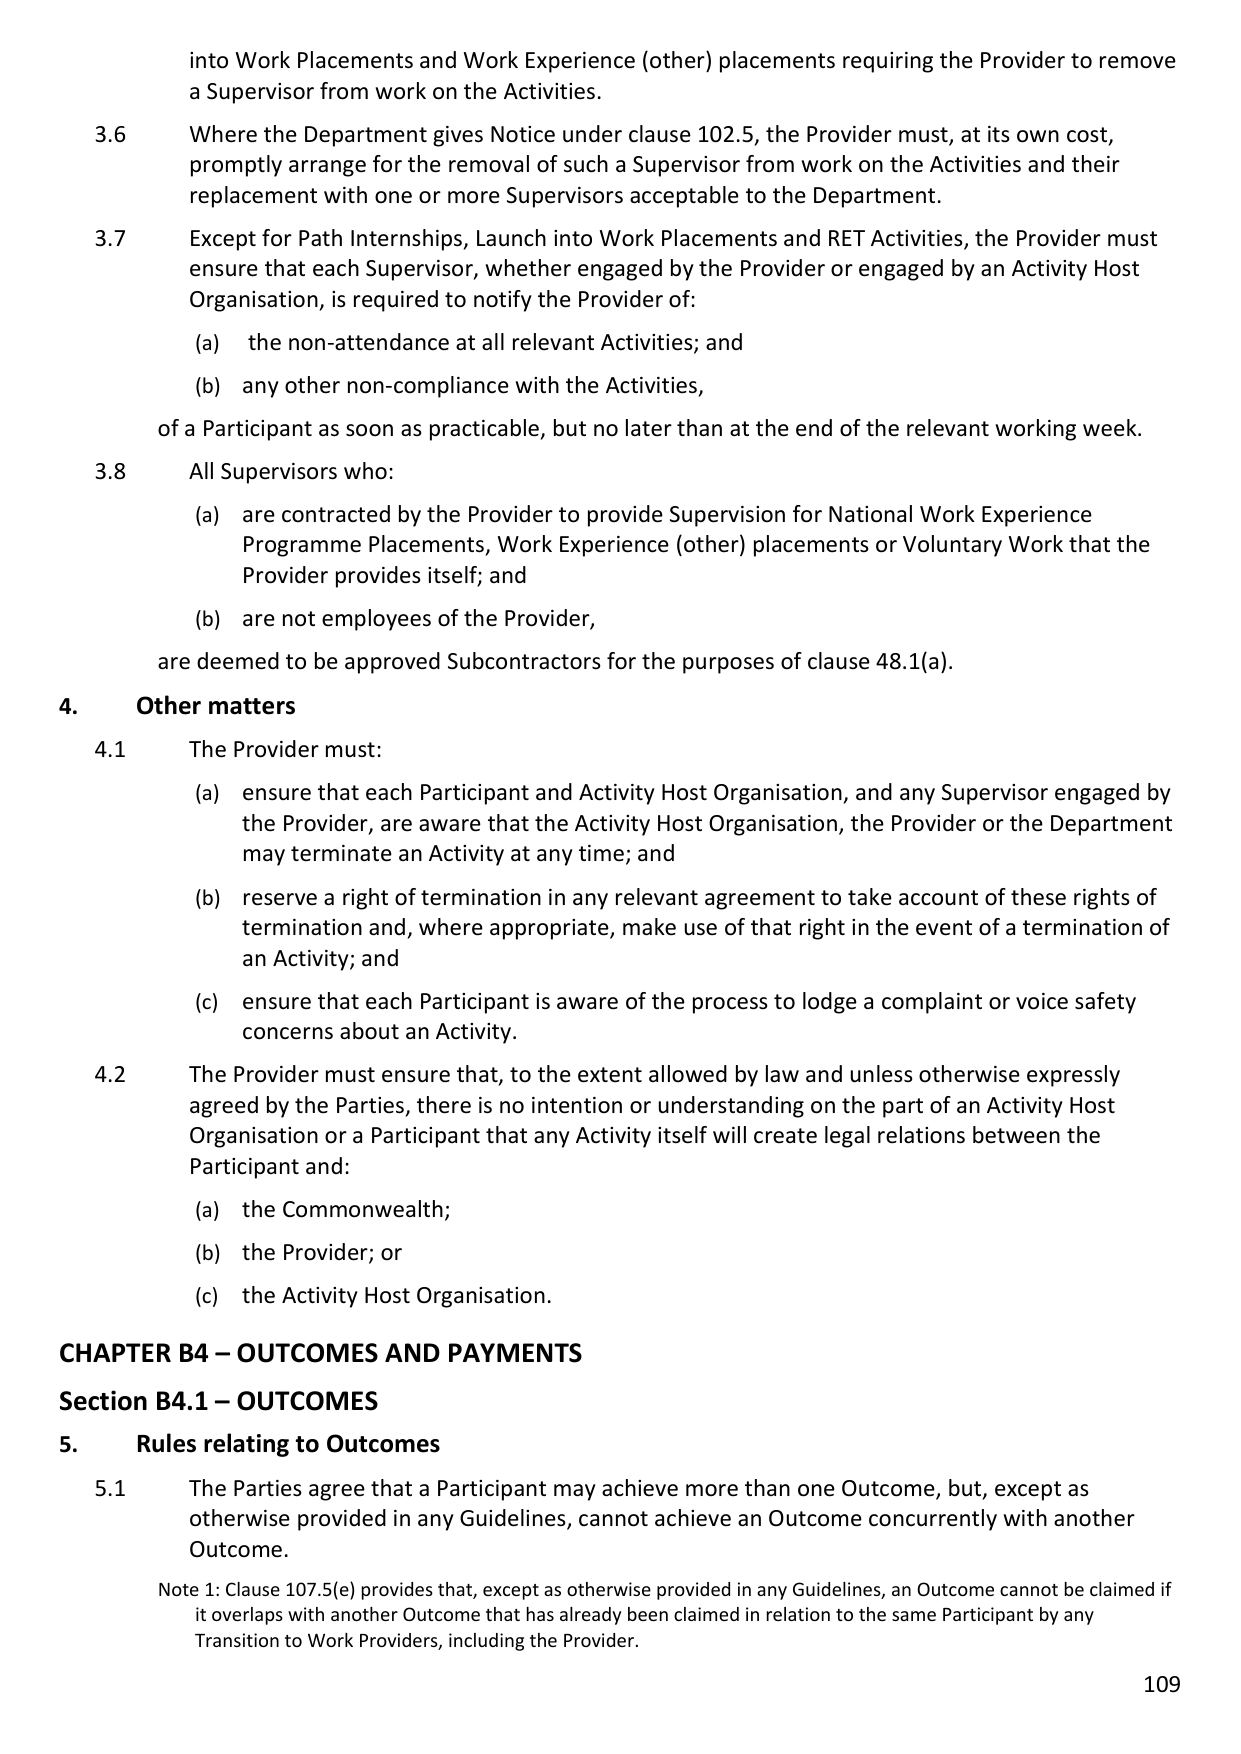 into Work Placements and Work Experience (other) placements requiring the Provider to remove
a Supervisor from work on the Activities.
3.6 Where the Department gives Notice under clause 102.5, the Provider must, at its own cost,
promptly arrange for the removal of such a Supervisor from work on the Activities and their
replacement with one or more Supervisors acceptable to the Department.
3.7 Except for Path Internships, Launch into Work Placements and RET Activities, the Provider must
ensure that each Supervisor, whether engaged by the Provider or engaged by an Activity Host
Organisation, is required to notify the Provider of:
(a) the non-attendance at all relevant Activities; and
(b) any other non-compliance with the Activities,
of a Participant as soon as practicable, but no later than at the end of the relevant working week.
3.8 All Supervisors who:
(a) are contracted by the Provider to provide Supervision for National Work Experience
Programme Placements, Work Experience (other) placements or Voluntary Work that the
Provider provides itself; and
(b) are not employees of the Provider,
are deemed to be approved Subcontractors for the purposes of clause 48.1(a).
4. Other matters
4.1 The Provider must:
(a) ensure that each Participant and Activity Host Organisation, and any Supervisor engaged by
the Provider, are aware that the Activity Host Organisation, the Provider or the Department
may terminate an Activity at any time; and
(b) reserve a right of termination in any relevant agreement to take account of these rights of
termination and, where appropriate, make use of that right in the event of a termination of
an Activity; and
(c) ensure that each Participant is aware of the process to lodge a complaint or voice safety
concerns about an Activity.
4.2 The Provider must ensure that, to the extent allowed by law and unless otherwise expressly
agreed by the Parties, there is no intention or understanding on the part of an Activity Host
Organisation or a Participant that any Activity itself will create legal relations between the
Participant and:
(a) the Commonwealth;
(b) the Provider; or
(c) the Activity Host Organisation.
CHAPTER B4 – OUTCOMES AND PAYMENTS
Section B4.1 – OUTCOMES
5. Rules relating to Outcomes
5.1 The Parties agree that a Participant may achieve more than one Outcome, but, except as
otherwise provided in any Guidelines, cannot achieve an Outcome concurrently with another
Outcome.
Note 1: Clause 107.5(e) provides that, except as otherwise provided in any Guidelines, an Outcome cannot be claimed if
it overlaps with another Outcome that has already been claimed in relation to the same Participant by any
Transition to Work Providers, including the Provider.
109